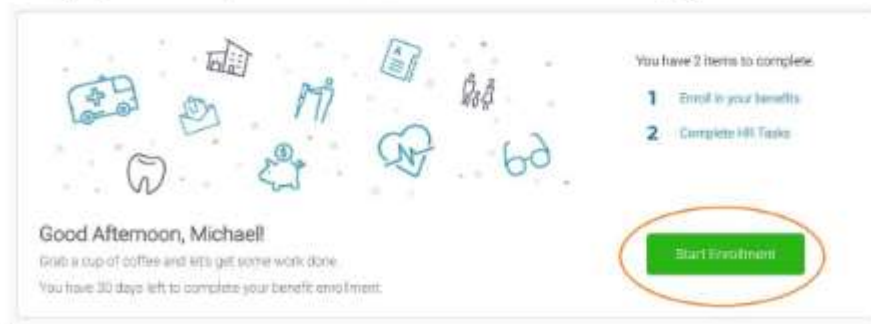 Good Afternoon, Michael!
Grab a cup of coffee and let's get some work done.
You have 30 days left to complete your benefit enrollment.
You have 2 items to complete.
1 Enroll in your benefits
2 Complete HR Tasks
Start Enrollment